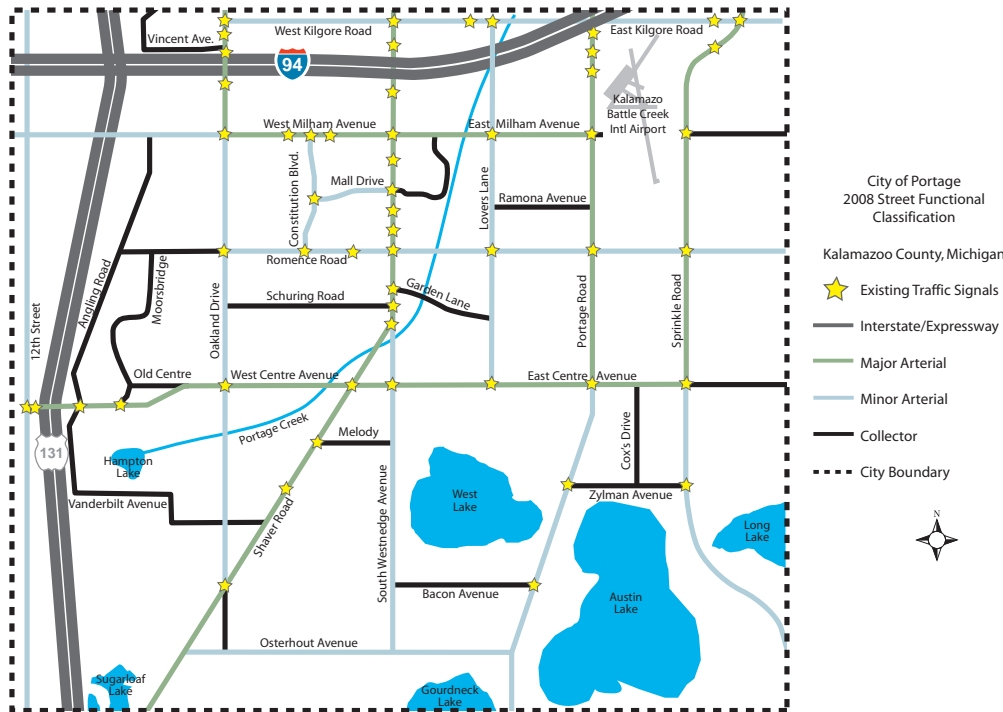 West Kilgore Road
East Kilgore Road
Vincent Ave.
94
Kalamazo
Battle Creek
Intl Airport
West Milham Avenue
East Milham Avenue
Constitution Blvd.
Mall Drive
Lovers Lane
Ramona Avenue
Romence Road
Angling Road
Moorsbridge
12th Street
Oakland Drive
Schuring Road
Garden Lane
Portage Road
Sprinkle Road
Old Centre
West Centre Avenue
East Centre Avenue
Portage Creek
Melody
Cox's Drive
131
Hampton
Lake
West
Lake
Zylman Avenue
Vanderbilt Avenue
Shaver Road
South Westnedge Avenue
Long
Lake
Bacon Avenue
Austin
Lake
Osterhout Avenue
Sugarloaf
Lake
Gourdneck
Lake
City of Portage
2008 Street Functional
Classification
Kalamazoo County, Michigan
Existing Traffic Signals
Interstate/Expressway
Major Arterial
Minor Arterial
Collector
City Boundary
N